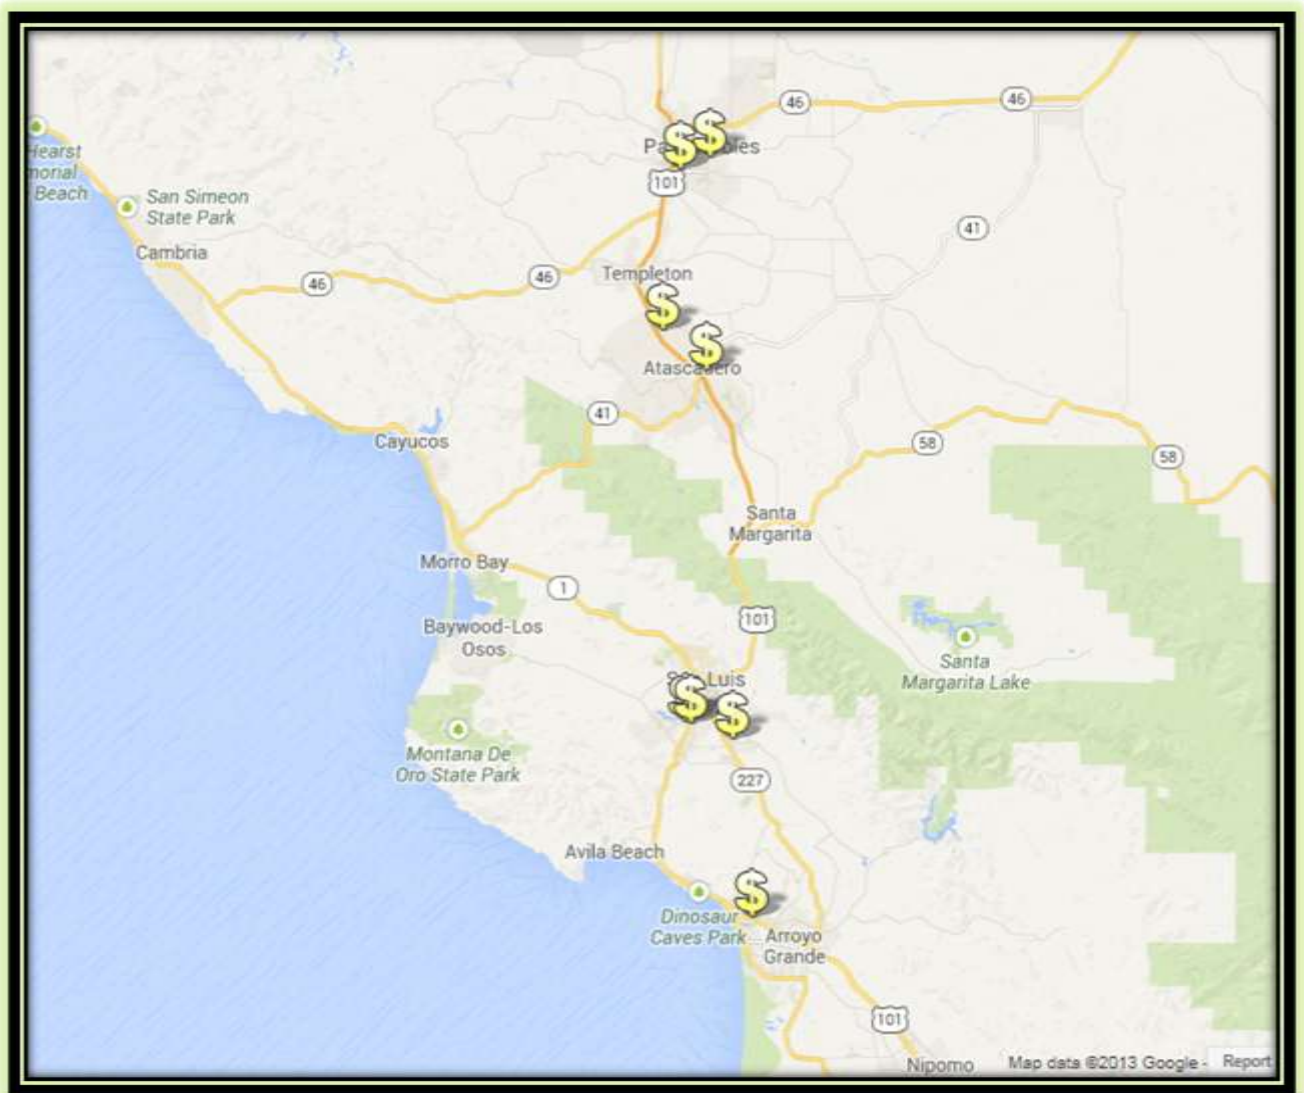 46
46
101
Hearst
morial
Beach
San Simeon
State Park
41
Cambria
Templeton
46
46
$
$
$
$
Atascadero
41
Cayucos
58
58
Santa
Margarita
Morro Bay
1
101
Baywood-Los
Osos
Santa
Margarita Lake
Luis
$
$
Montana De
Oro State Park
227
Avila Beach
$
Dinosaur
Caves Park
Arroyo
Grande
101
Nipomo
Map data ©2013 Google -
Report